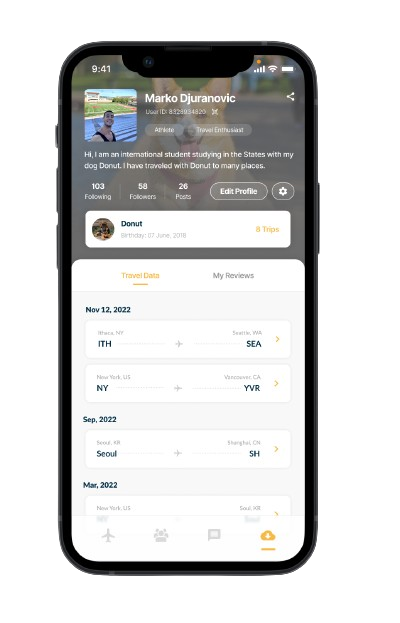 9:41
Marko Djuranovic
User ID: 8326934829
Athlete Travel Enthusiast
Hi, I am an international student studying in the States with my
dog Donut. I have traveled with Donut to many places.
103 58 26
Following Followers Posts
Edit Profile
Donut
Birthday: 07 June, 2018
8 Trips
Travel Data My Reviews
Nov 12, 2022
Ithaca, NY Seattle, WA
ITH SEA
New York, US Vancouver, CA
NY YVR
Sep, 2022
Seoul, KR Shanghai, CN
Seoul SH
Mar, 2022
New York, US Soul, KR